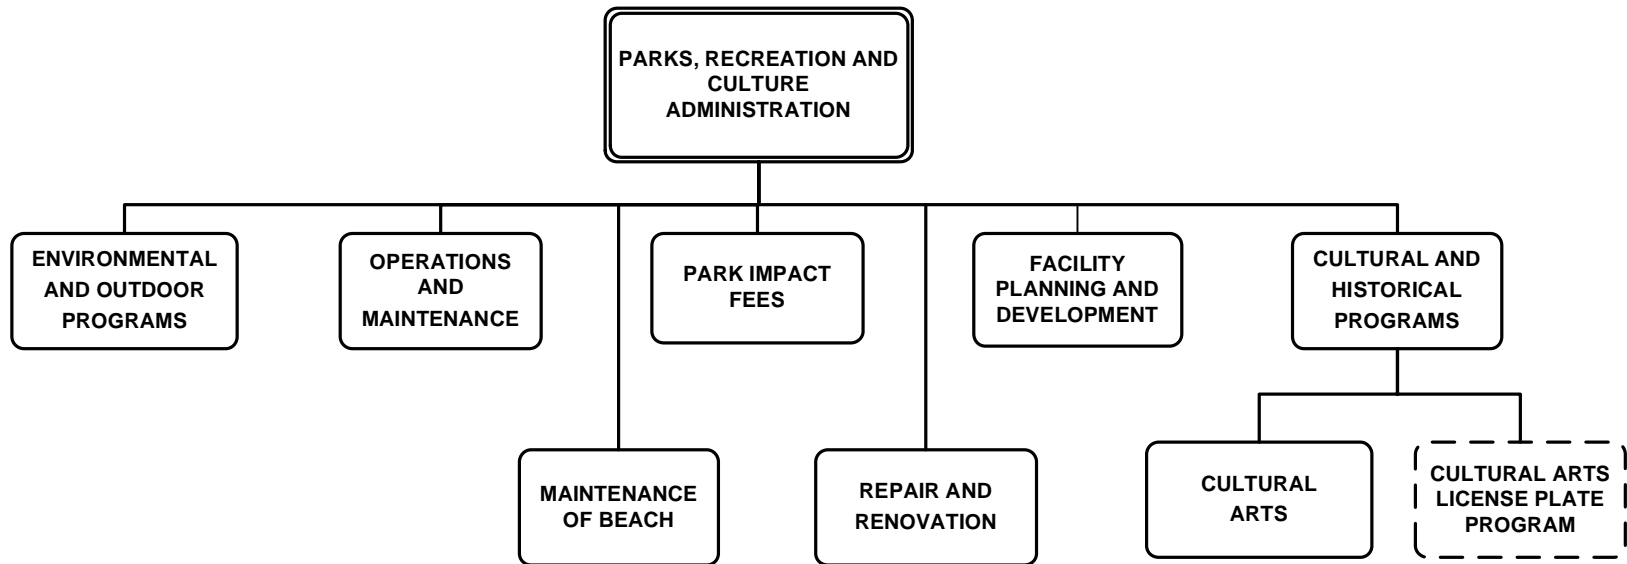 PARKS, RECREATION AND
CULTURE
ADMINISTRATION
ENVIRONMENTAL
AND OUTDOOR
PROGRAMS
OPERATIONS
AND
MAINTENANCE
PARK IMPACT
FEES
FACILITY
PLANNING AND
DEVELOPMENT
CULTURAL AND
HISTORICAL
PROGRAMS
MAINTENANCE
OF BEACH
REPAIR AND
RENOVATION
CULTURAL
ARTS
CULTURAL ARTS
LICENSE PLATE
PROGRAM